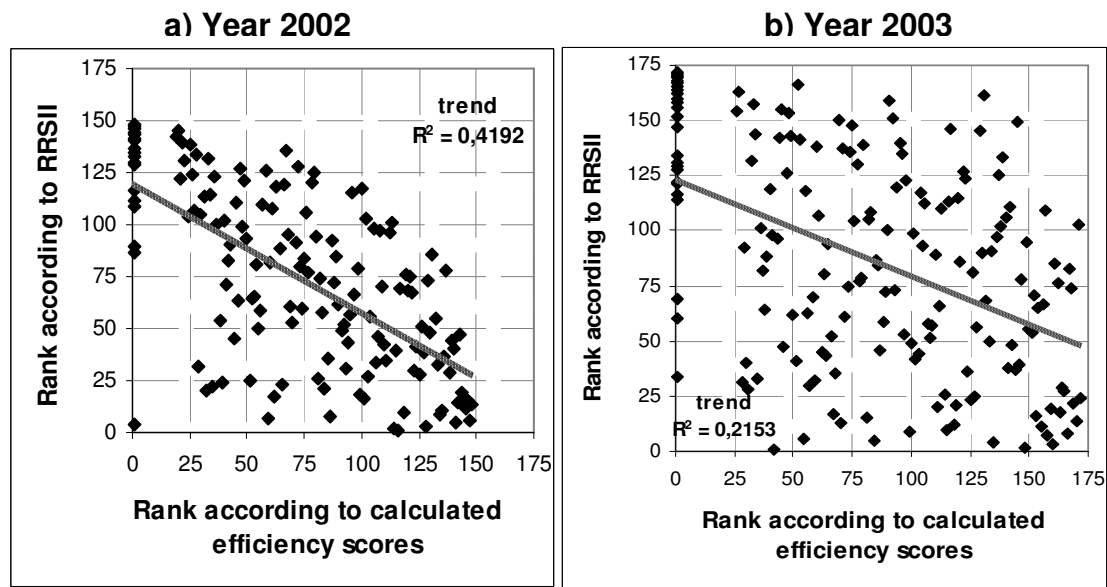 a) Year 2002
175
150
125
100
75
50
25
0
0 25 50 75 100 125 150 175
trend
R² = 0,4192
Rank according to RRSII
Rank according to calculated
efficiency scores
b) Year 2003
175
150
125
100
75
50
25
0
0 25 50 75 100 125 150 175
trend
R² = 0,2153
Rank according to RRSII
Rank according to calculated
efficiency scores